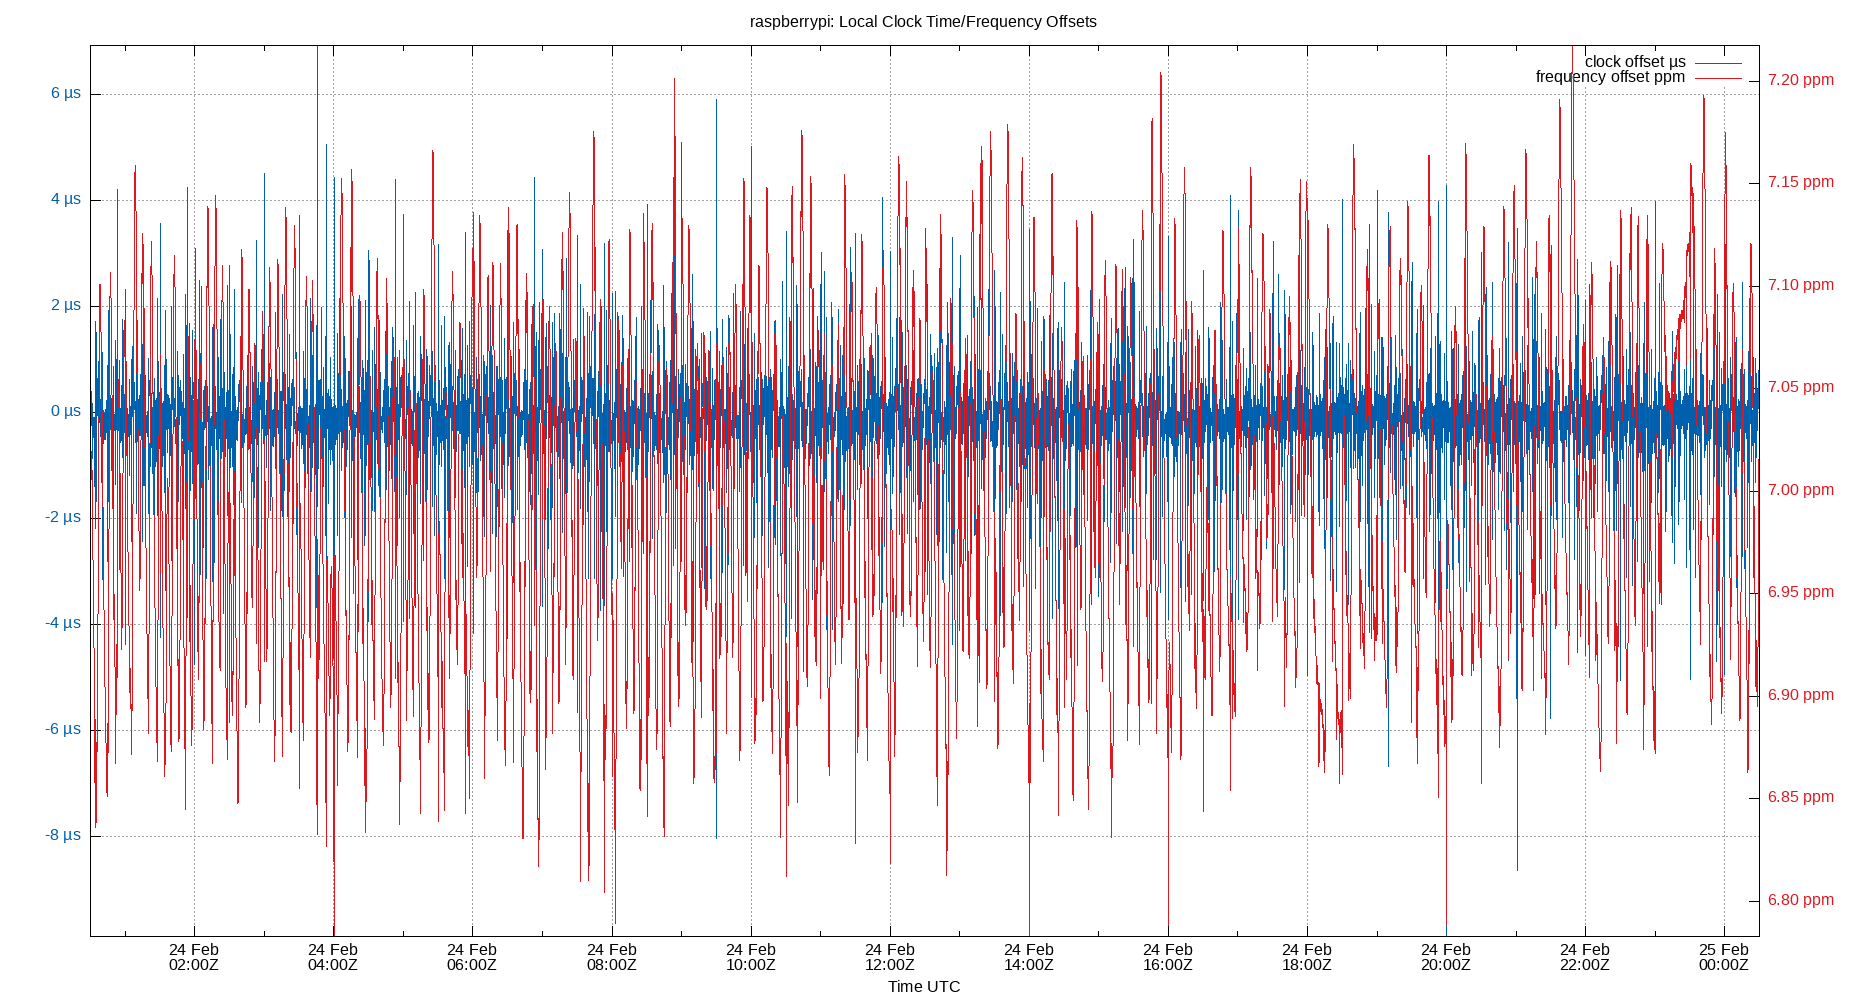 raspberrypi: Local Clock Time/Frequency Offsets
clock offset µs
frequency offset ppm
6 µs
4 µs
2 µs
0 µs
-2 µs
-4 µs
-6 µs
-8 µs
7.20 ppm
7.15 ppm
7.10 ppm
7.05 ppm
7.00 ppm
6.95 ppm
6.90 ppm
6.85 ppm
6.80 ppm
24 Feb 24 Feb 24 Feb 24 Feb 24 Feb 24 Feb 24 Feb 24 Feb 24 Feb 24 Feb 24 Feb 25 Feb
02:00Z 04:00Z 06:00Z 08:00Z 10:00Z 12:00Z 14:00Z 16:00Z 18:00Z 20:00Z 22:00Z 00:00Z
Time UTC